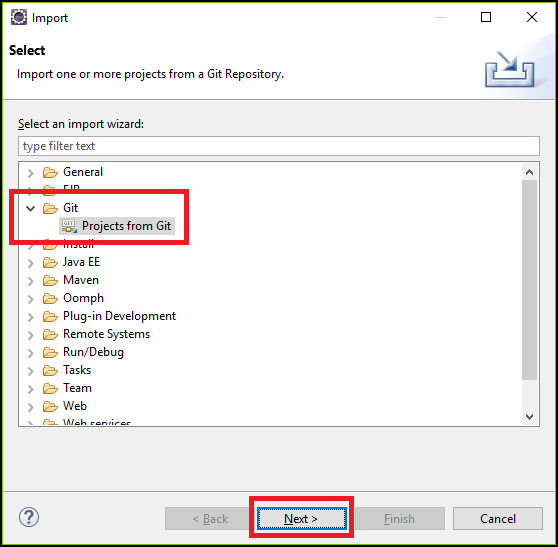 Import
Select
Import one or more projects from a Git Repository.
Select an import wizard:
type filter text
General
EJB
Git
GIT
Projects from Git
Install
Java EE
Maven
Oomph
Plug-in Development
Remote Systems
Run/Debug
Tasks
Team
Web
Web services
?
< Back
Next >
Finish
Cancel